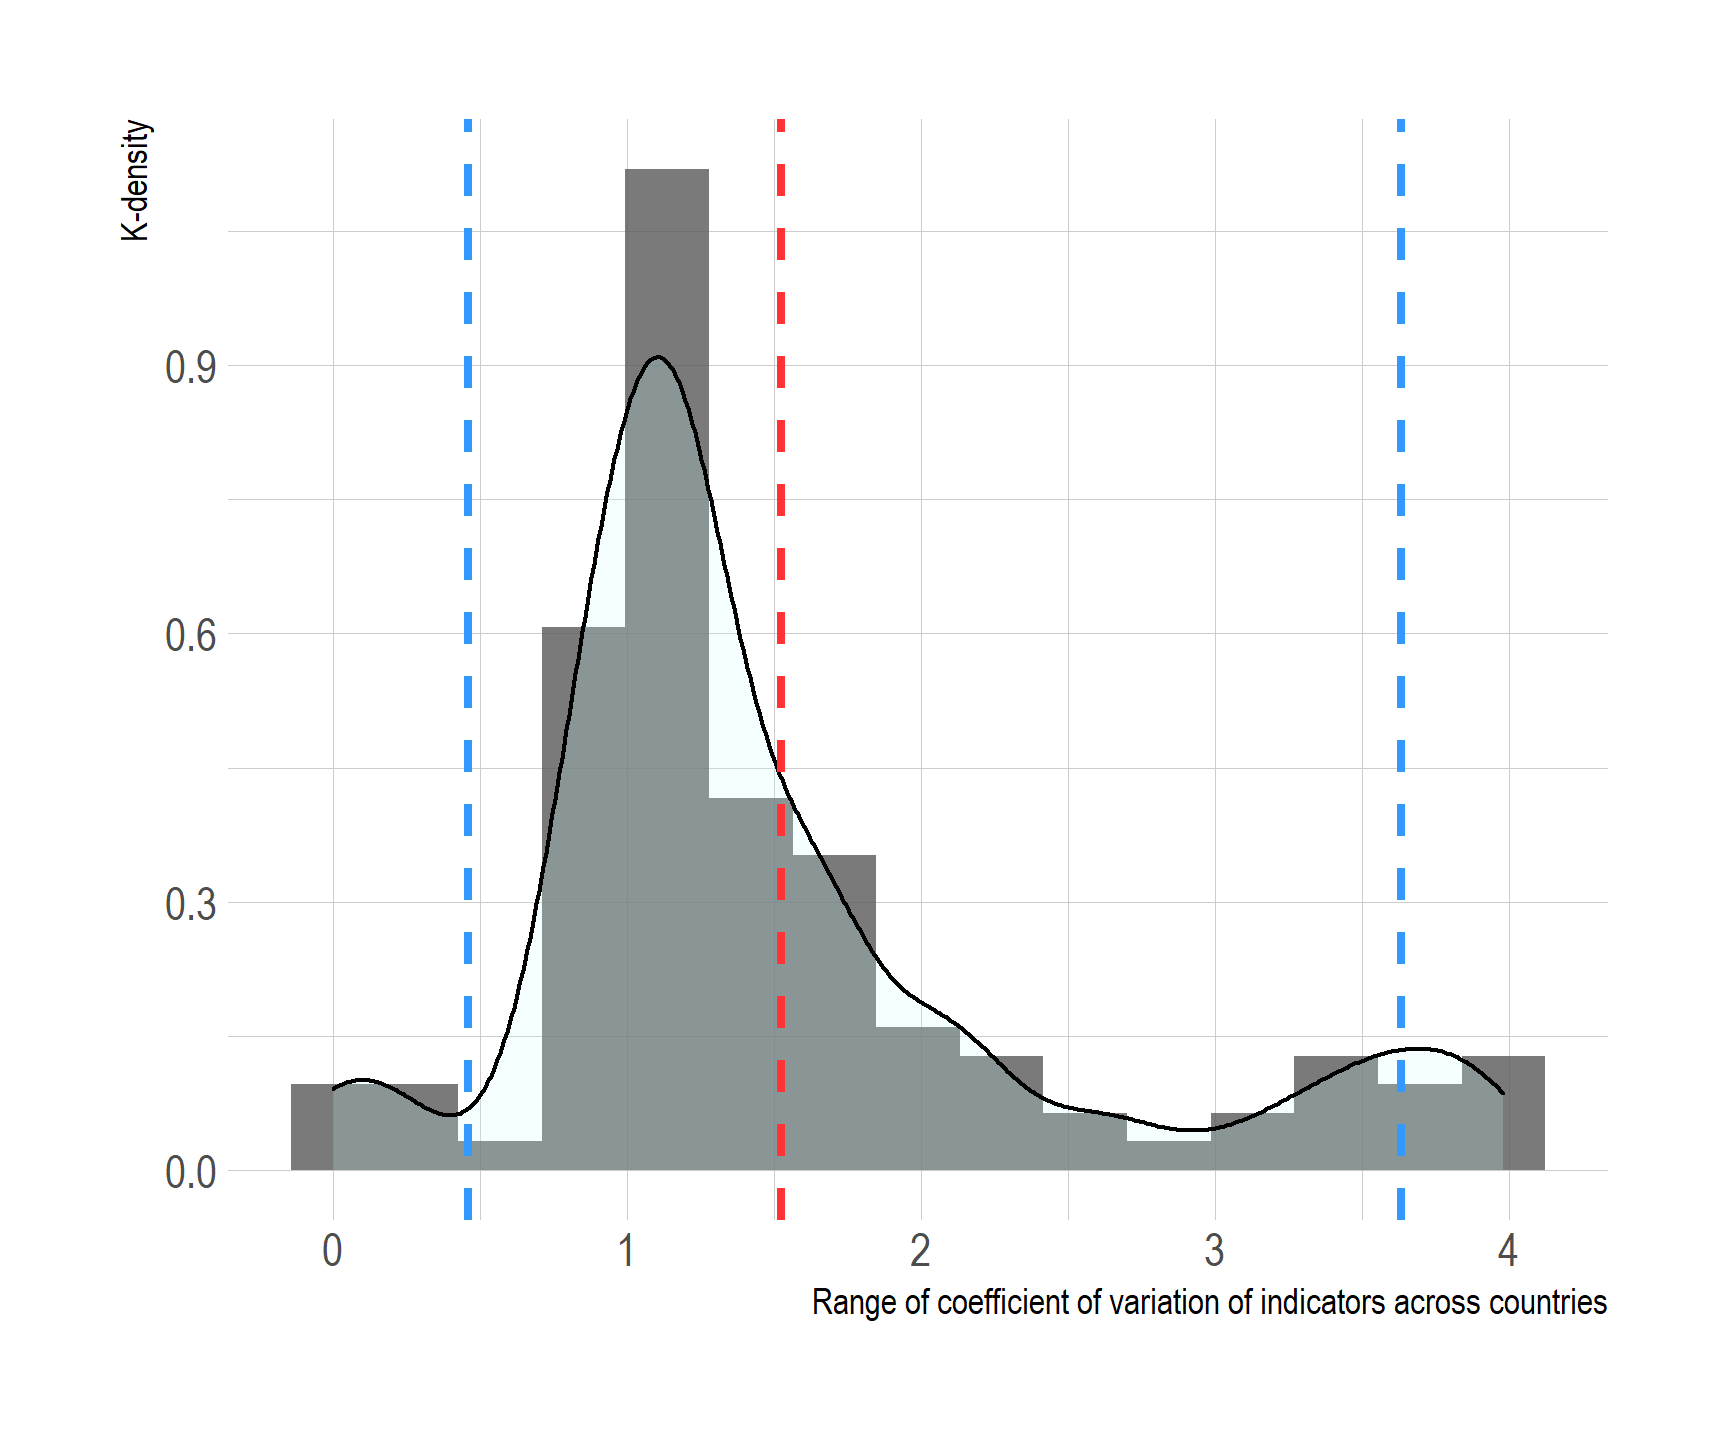 K-density
0.9
0.6
0.3
0.0
0 1 2 3 4
Range of coefficient of variation of indicators across countries